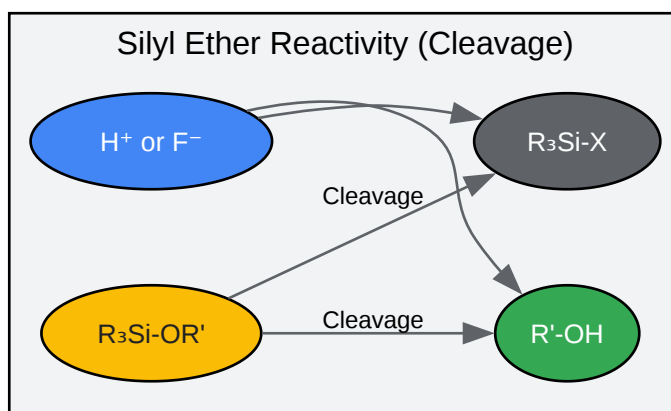 Silyl Ether Reactivity (Cleavage)
H⁺ or F⁻
R₃Si-X
Cleavage
R₃Si-OR'
Cleavage
R'-OH